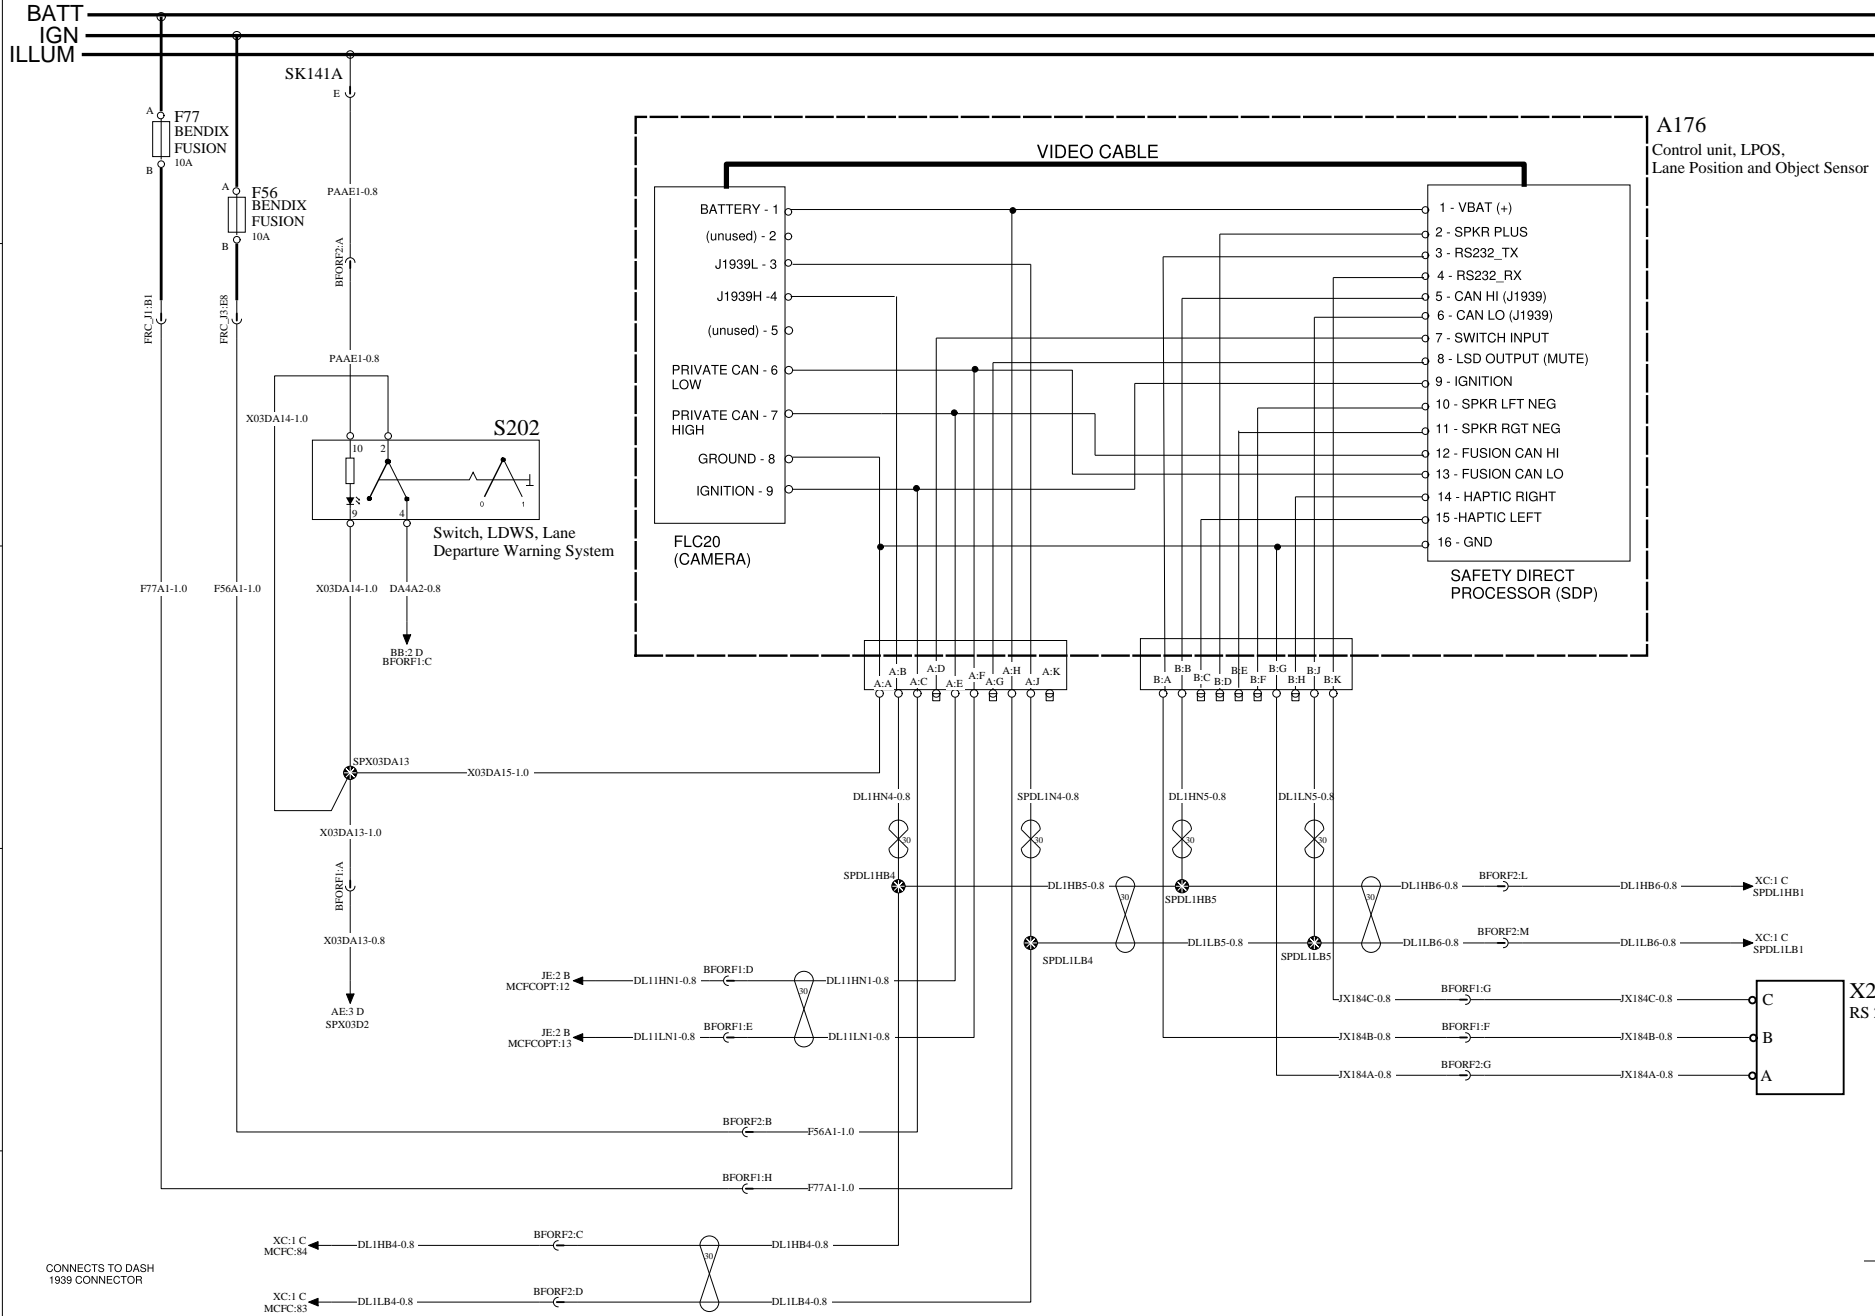 BATT
IGN
ILLUM
SK141A
E
A
F77
BENDIX
FUSION
10A
B
A
F56
BENDIX
FUSION
10A
B
PAAE1-0.8
BFORF2:A
FRC_J1:B1
FRC_J3:E8
PAAE1-0.8
X03DA14-1.0
S202
10
2
9
4
0
1
Switch, LDWS, Lane
Departure Warning System
F77A1-1.0
F56A1-1.0
X03DA14-1.0
DA4A2-0.8
BB:2 D
BFORF1:C
A176
Control unit, LPOS,
Lane Position and Object Sensor
VIDEO CABLE
BATTERY - 1
(unused) - 2
J1939L - 3
J1939H -4
(unused) - 5
PRIVATE CAN - 6
LOW
PRIVATE CAN - 7
HIGH
GROUND - 8
IGNITION - 9
FLC20
(CAMERA)
1 - VBAT (+)
2 - SPKR PLUS
3 - RS232_TX
4 - RS232_RX
5 - CAN HI (J1939)
6 - CAN LO (J1939)
7 - SWITCH INPUT
8 - LSD OUTPUT (MUTE)
9 - IGNITION
10 - SPKR LFT NEG
11 - SPKR RGT NEG
12 - FUSION CAN HI
13 - FUSION CAN LO
14 - HAPTIC RIGHT
15 -HAPTIC LEFT
16 - GND
SAFETY DIRECT
PROCESSOR (SDP)
A:A
A:B
A:C
A:D
A:E
A:F
A:G
A:H
A:J
A:K
B:A
B:B
B:C
B:D
B:E
B:F
B:G
B:H
B:J
B:K
SPX03DA13
X03DA15-1.0
DL1HN4-0.8
SPDL1N4-0.8
DL1HN5-0.8
DL1LN5-0.8
30
30
30
30
X03DA13-1.0
BFORF1:A
X03DA13-0.8
AE:3 D
SPX03D2
SPDL1HB4
DL1HB5-0.8
30
SPDL1HB5
30
DL1HB6-0.8
BFORF2:L
DL1HB6-0.8
XC:1 C
SPDL1HB1
SPDL1LB4
DL1LB5-0.8
SPDL1LB5
DL1LB6-0.8
BFORF2:M
DL1LB6-0.8
XC:1 C
SPDL1LB1
JE:2 B
MCFCOPT:12
DL11HN1-0.8
BFORF1:D
30
DL11HN1-0.8
JE:2 B
MCFCOPT:13
DL11LN1-0.8
BFORF1:E
DL11LN1-0.8
JX184C-0.8
BFORF1:G
JX184C-0.8
C
X2
RS
JX184B-0.8
BFORF1:F
JX184B-0.8
B
JX184A-0.8
BFORF2:G
JX184A-0.8
A
BFORF2:B
F56A1-1.0
BFORF1:H
F77A1-1.0
XC:1 C
MCFC:84
DL1HB4-0.8
BFORF2:C
30
DL1HB4-0.8
CONNECTS TO DASH
1939 CONNECTOR
XC:1 C
MCFC:83
DL1LB4-0.8
BFORF2:D
DL1LB4-0.8